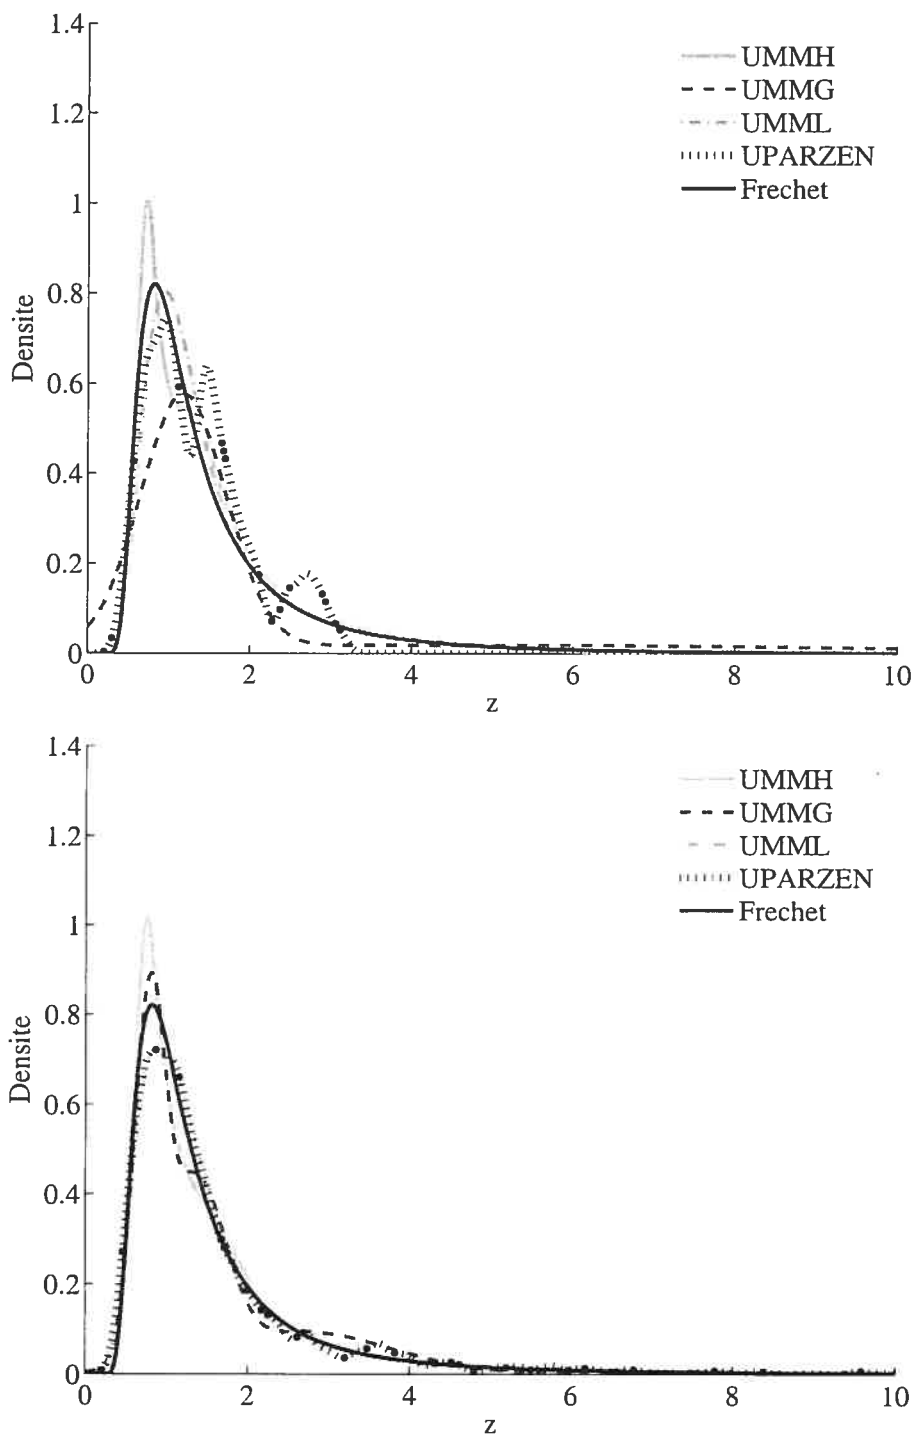 1.4
1.2
1
0.8
0.6
0.4
0.2
0
Densite
UMMH
UMMG
UMML
UPARZEN
Frechet
0 2 4 6 8 10
z
1.4
1.2
1
0.8
0.6
0.4
0.2
0
Densite
UMMH
UMMG
UMML
UPARZEN
Frechet
0 2 4 6 8 10
z